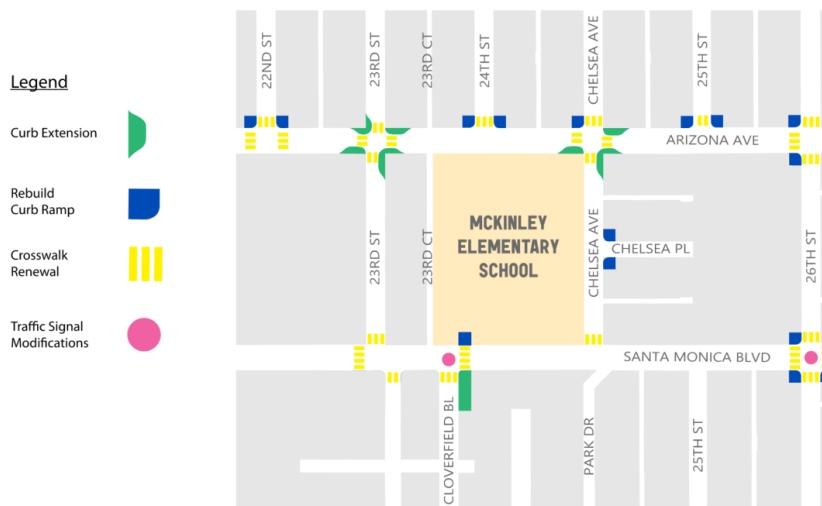 Legend
Curb Extension
Rebuild
Curb Ramp
Crosswalk
Renewal
Traffic Signal
Modifications
22ND ST
23RD ST
23RD CT
24TH ST
CHELSEA AVE
25TH ST
ARIZONA AVE
MCKINLEY
ELEMENTARY
SCHOOL
23RD ST
23RD CT
CHELSEA AVE
CHELSEA PL
26TH ST
SANTA MONICA BLVD
CLOVERFIELD BL
PARK DR
25TH ST